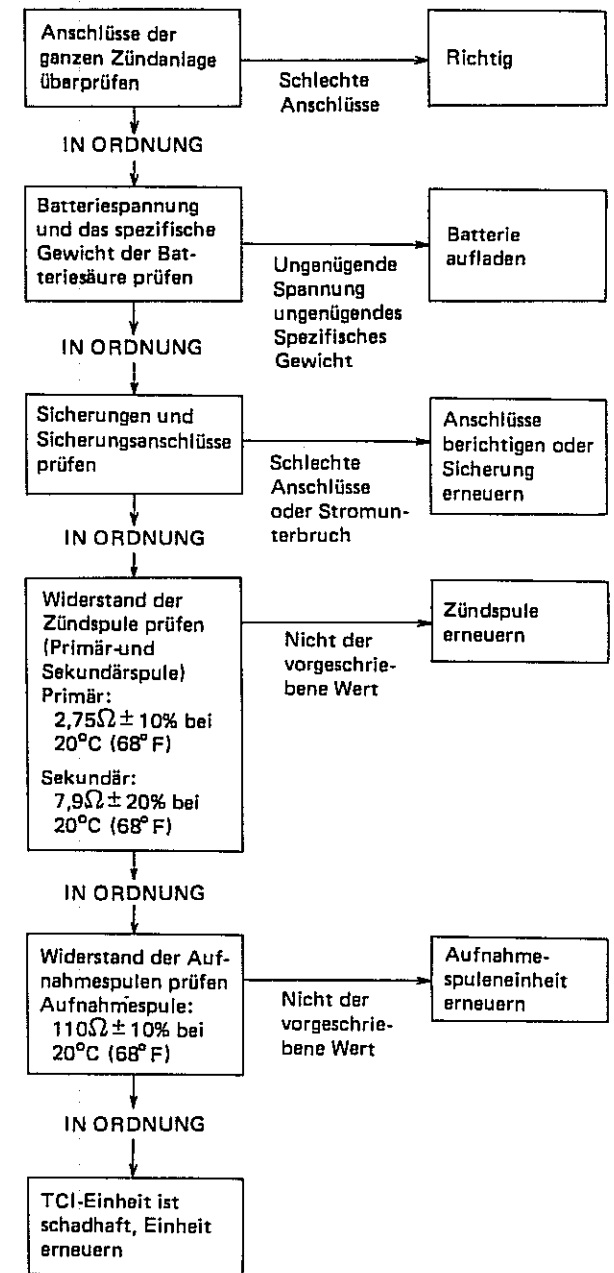 Anschlüsse der
ganzen Zündanlage
überprüfen
Schlechte
Anschlüsse
Richtig
IN ORDNUNG
Batteriespannung
und das spezifische
Gewicht der Bat-
teriesäure prüfen
Ungenügende
Spannung
ungenügendes
Spezifisches
Gewicht
Batterie
aufladen
IN ORDNUNG
Sicherungen und
Sicherungsanschlüsse
prüfen
Schlechte
Anschlüsse
oder Stromun-
terbruch
Anschlüsse
berichtigen oder
Sicherung
erneuern
IN ORDNUNG
Widerstand der
Zündspule prüfen
(Primär-und
Sekundärspule)
Primär:
2,75Ω ± 10% bei
20°C (68°F)
Sekundär:
7,9Ω ± 20% bei
20°C (68°F)
Nicht der
vorgeschrie-
bene Wert
Zündspule
erneuern
IN ORDNUNG
Widerstand der Auf-
nahmespulen prüfen
Aufnahmespule:
110Ω ± 10% bei
20°C (68°F)
Nicht der
vorgeschrie-
bene Wert
Aufnahme-
spuleneinheit
erneuern
IN ORDNUNG
TCI-Einheit ist
schadhaft, Einheit
erneuern